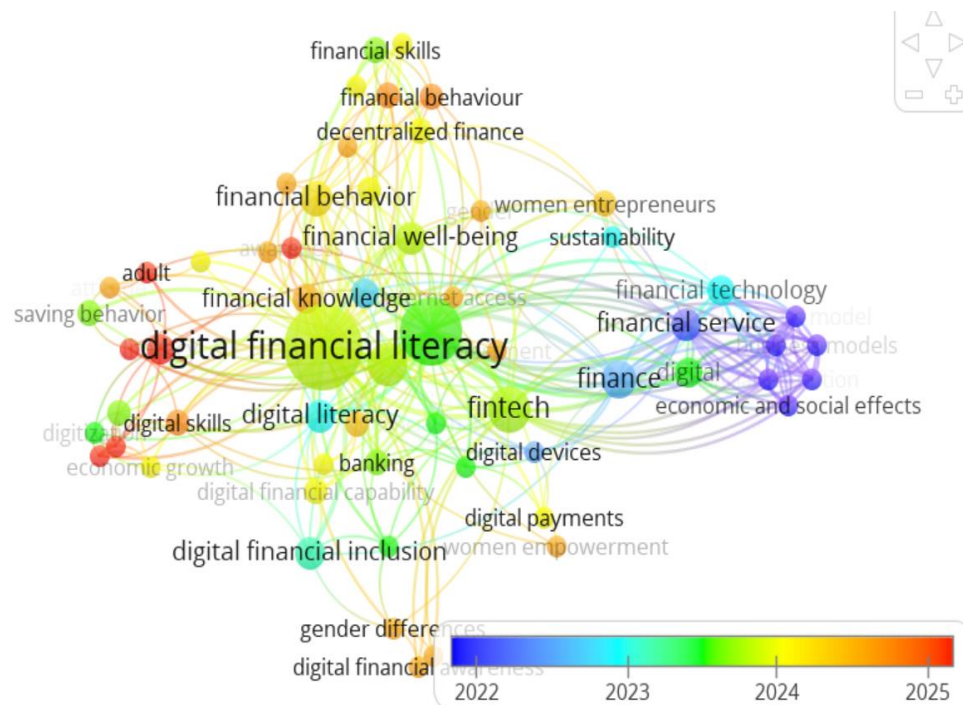 financial skills
financial behaviour
decentralized finance
financial behavior
gender
women entrepreneurs
financial well-being
sustainability
adult
financial knowledge
internet access
financial technology
saving behavior
financial service
model
digital financial literacy
models
finance
digital
digital literacy
fintech
economic and social effects
digital skills
economic growth
banking
digital devices
digital financial capability
digital payments
digital financial inclusion
women empowerment
gender differences
digital financial awareness
2022
2023
2024
2025